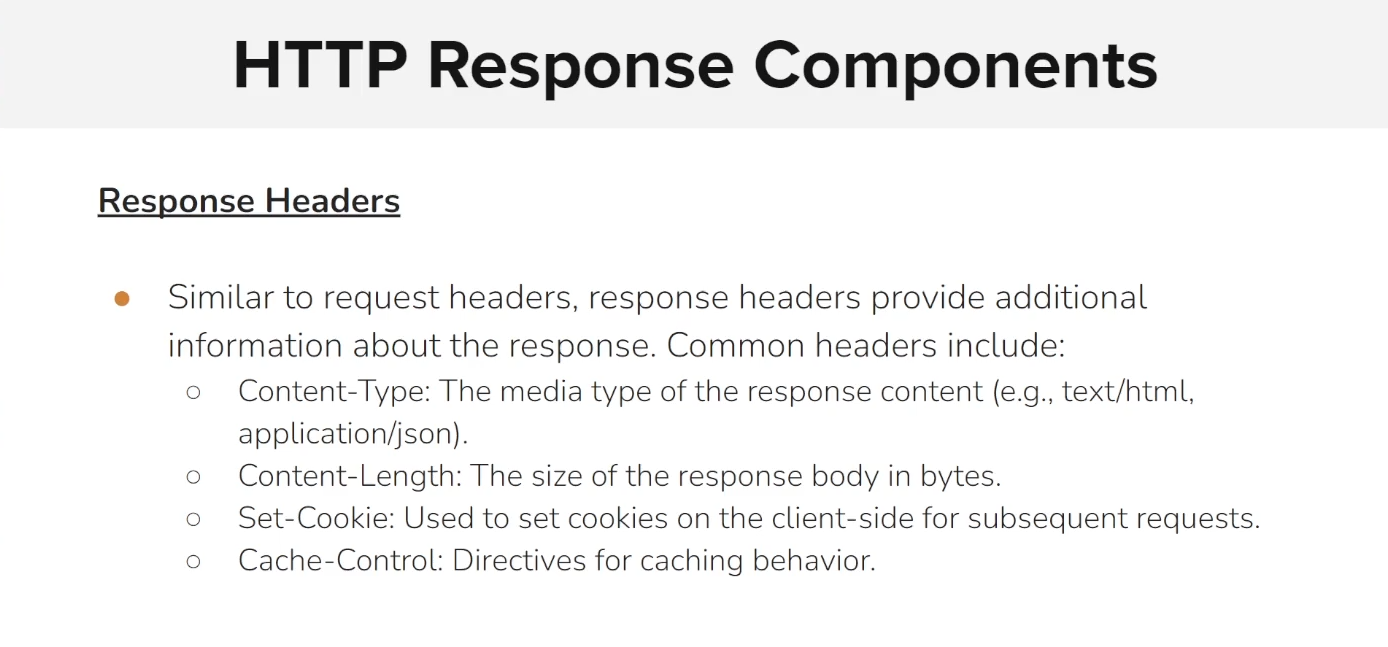 HTTP Response Components
Response Headers
● Similar to request headers, response headers provide additional
information about the response. Common headers include:
○ Content-Type: The media type of the response content (e.g., text/html,
application/json).
○ Content-Length: The size of the response body in bytes.
○ Set-Cookie: Used to set cookies on the client-side for subsequent requests.
○ Cache-Control: Directives for caching behavior.